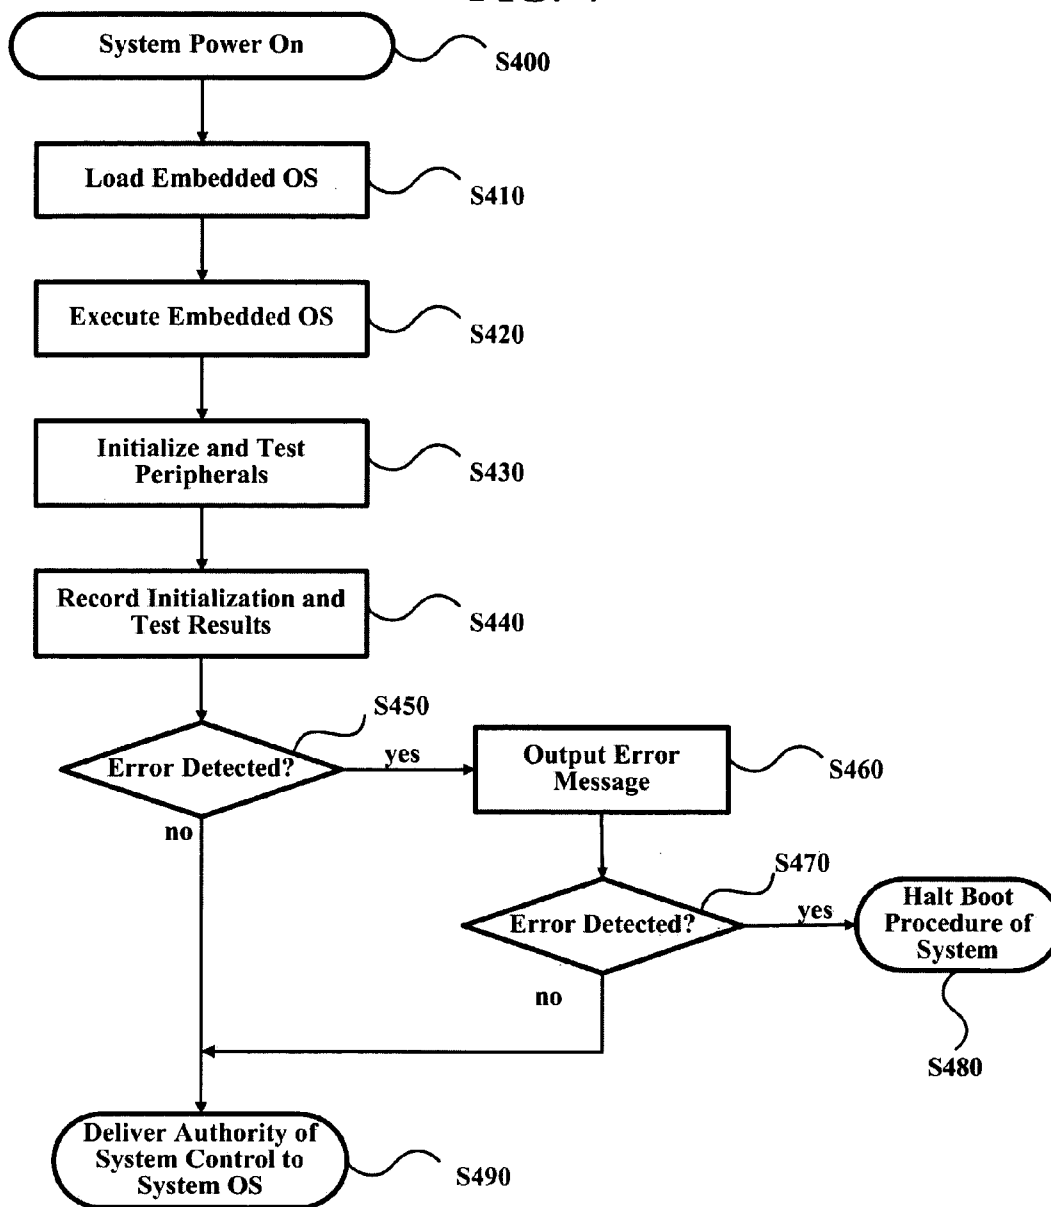 System Power On
S400
Load Embedded OS
S410
Execute Embedded OS
S420
Initialize and Test
Peripherals
S430
Record Initialization and
Test Results
S440
S450
Error Detected?
yes
no
Output Error
Message
S460
S470
Error Detected?
yes
no
Halt Boot
Procedure of
System
S480
Deliver Authority of
System Control to
System OS
S490